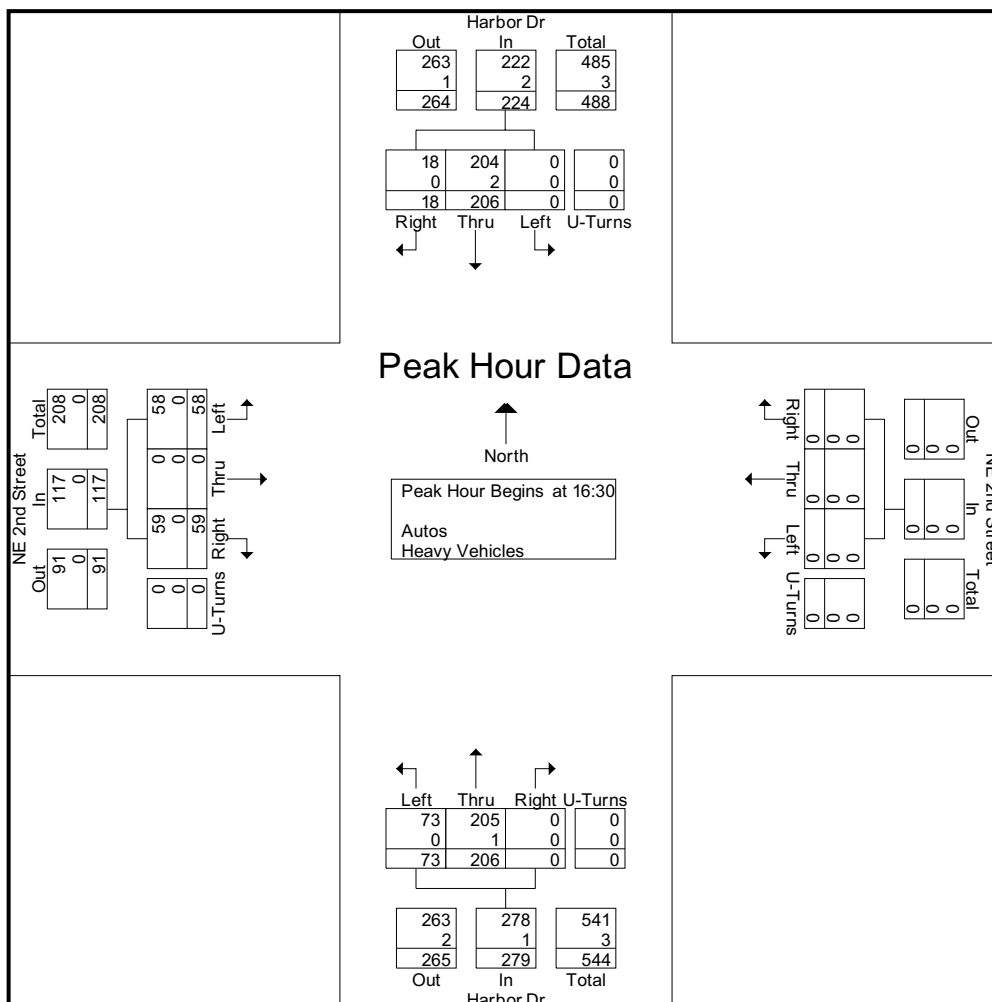 Harbor Dr
Out In Total
263 222 485
1 2 3
264 224 488
18 204 0 0
0 2 0 0
18 206 0 0
Right Thru Left U-Turns
Peak Hour Data
North
Peak Hour Begins at 16:30
Autos
Heavy Vehicles
NE 2nd Street
Out In Total
91 117 208
0 0 0
91 117 208
U-Turns Right Thru Left
0 59 0 58
0 0 0 0
0 59 0 58
NE 2nd Street
Out In Total
0 0 0
0 0 0
0 0 0
Right Thru Left U-Turns
0 0 0 0
0 0 0 0
0 0 0 0
Left Thru Right U-Turns
73 205 0 0
0 1 0 0
73 206 0 0
263 278 541
2 1 3
265 279 544
Out In Total
Harbor Dr